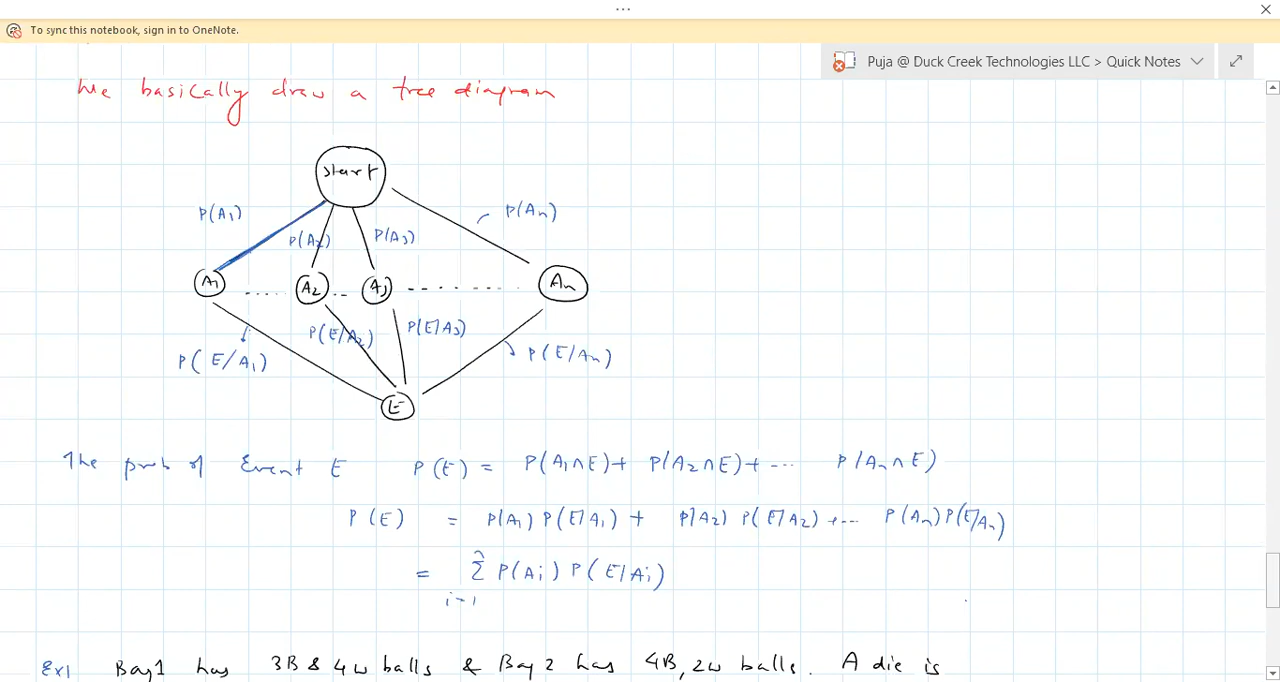 ...
To sync this notebook, sign in to OneNote.
Puja @ Duck Creek Technologies LLC > Quick Notes
We basically draw a tree diagram
Start
P(A1) P(A2) P(A3) P(An)
A1 ..... A2 .. A3 ....... An
P(E/A1) P(E/A2) P(E/A3) P(E/An)
E
The prob of Event E P(E) = P(A1∩E)+ P(A2∩E)+ ... P(An∩E)
P(E) = P(A1) P(E/A1) + P(A2) P(E/A2) + ... P(An) P(E/An)
= n Σ P(Ai) P(E/Ai)
i=1
Ex1 Bag1 has 3B & 4W balls & Bag 2 has 4B, 2W balls. A die is